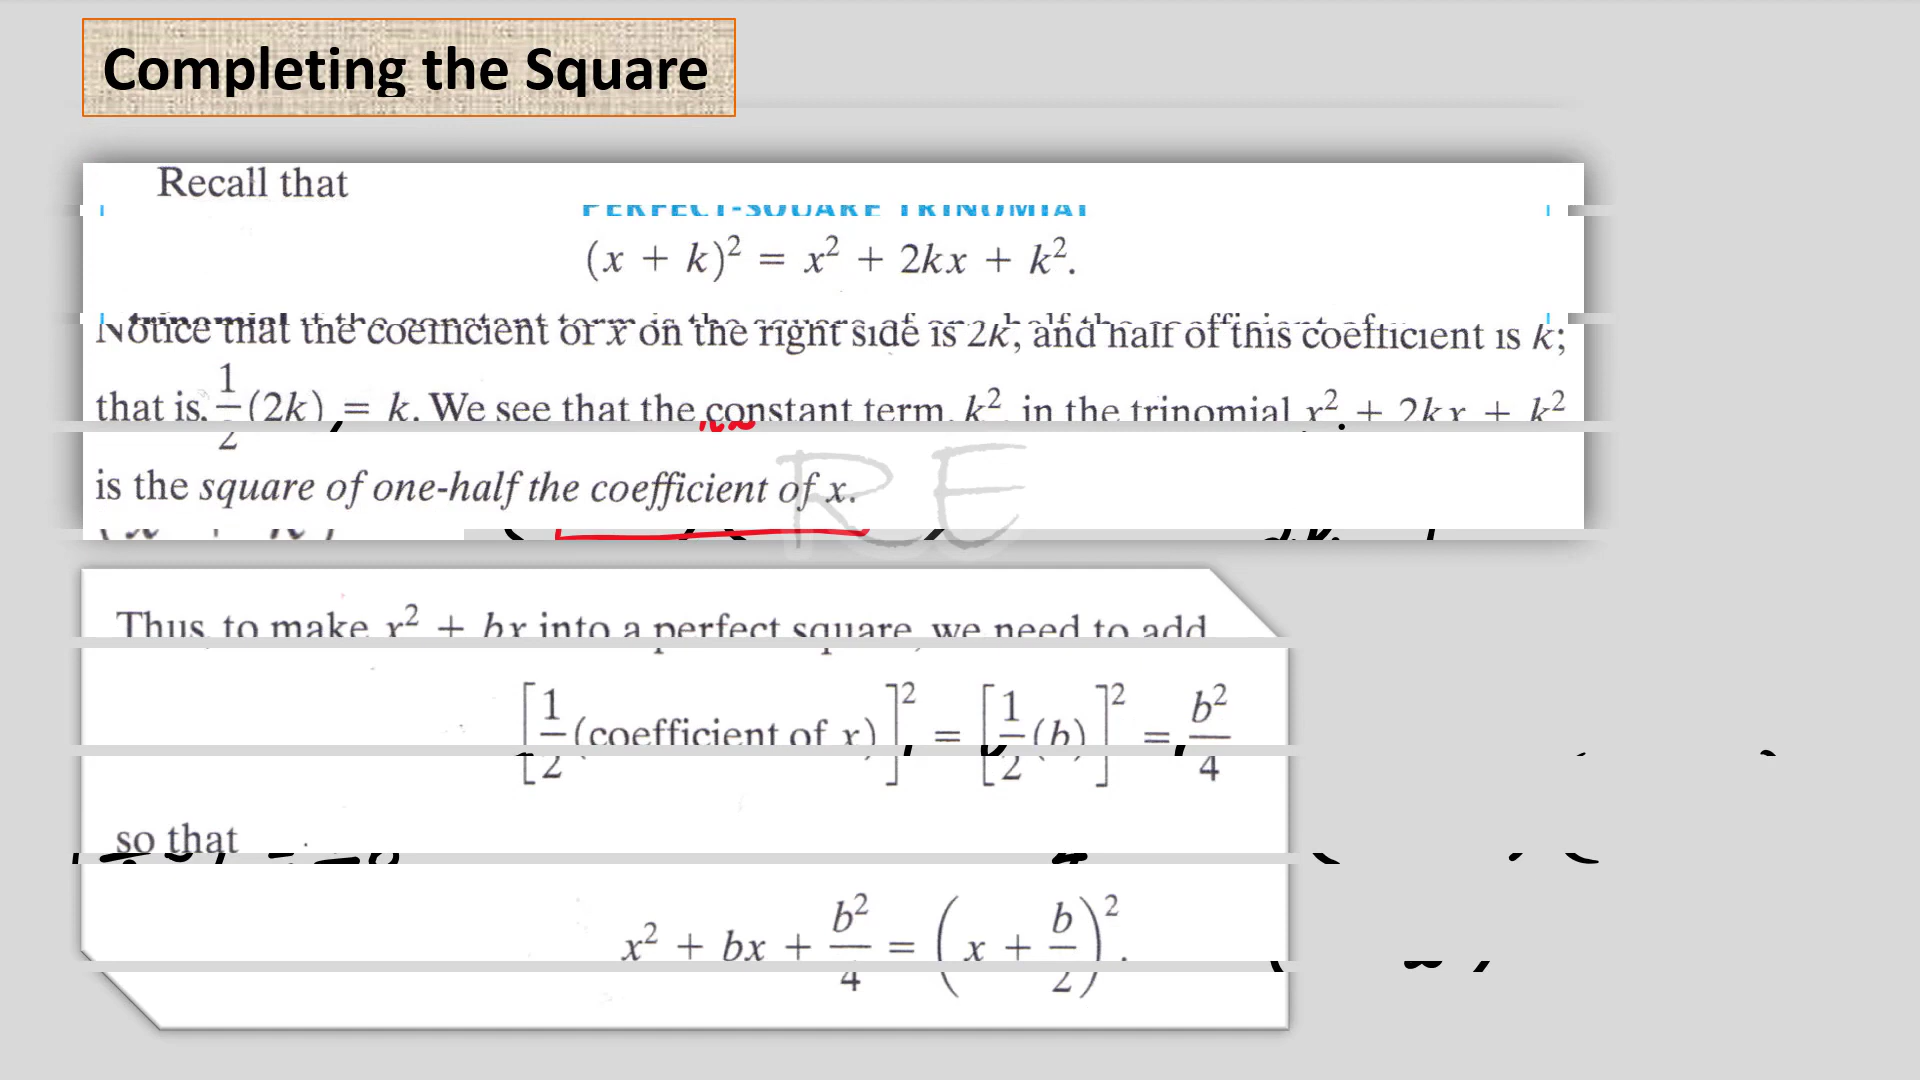 Completing the Square
Recall that
PERFECT-SQUARE TRINOMIAL
(x + k)² = x² + 2kx + k².
Notice that the coefficient of x on the right side is 2k, and half of this coefficient is k;
that is, 1/2(2k) = k. We see that the constant term, k², in the trinomial x² + 2kx + k²
is the square of one-half the coefficient of x.
RE
Thus, to make x² + bx into a perfect square, we need to add
[1/2(coefficient of x)]² = [1/2(b)]² = b²/4
so that
x² + bx + b²/4 = (x + b/2)².